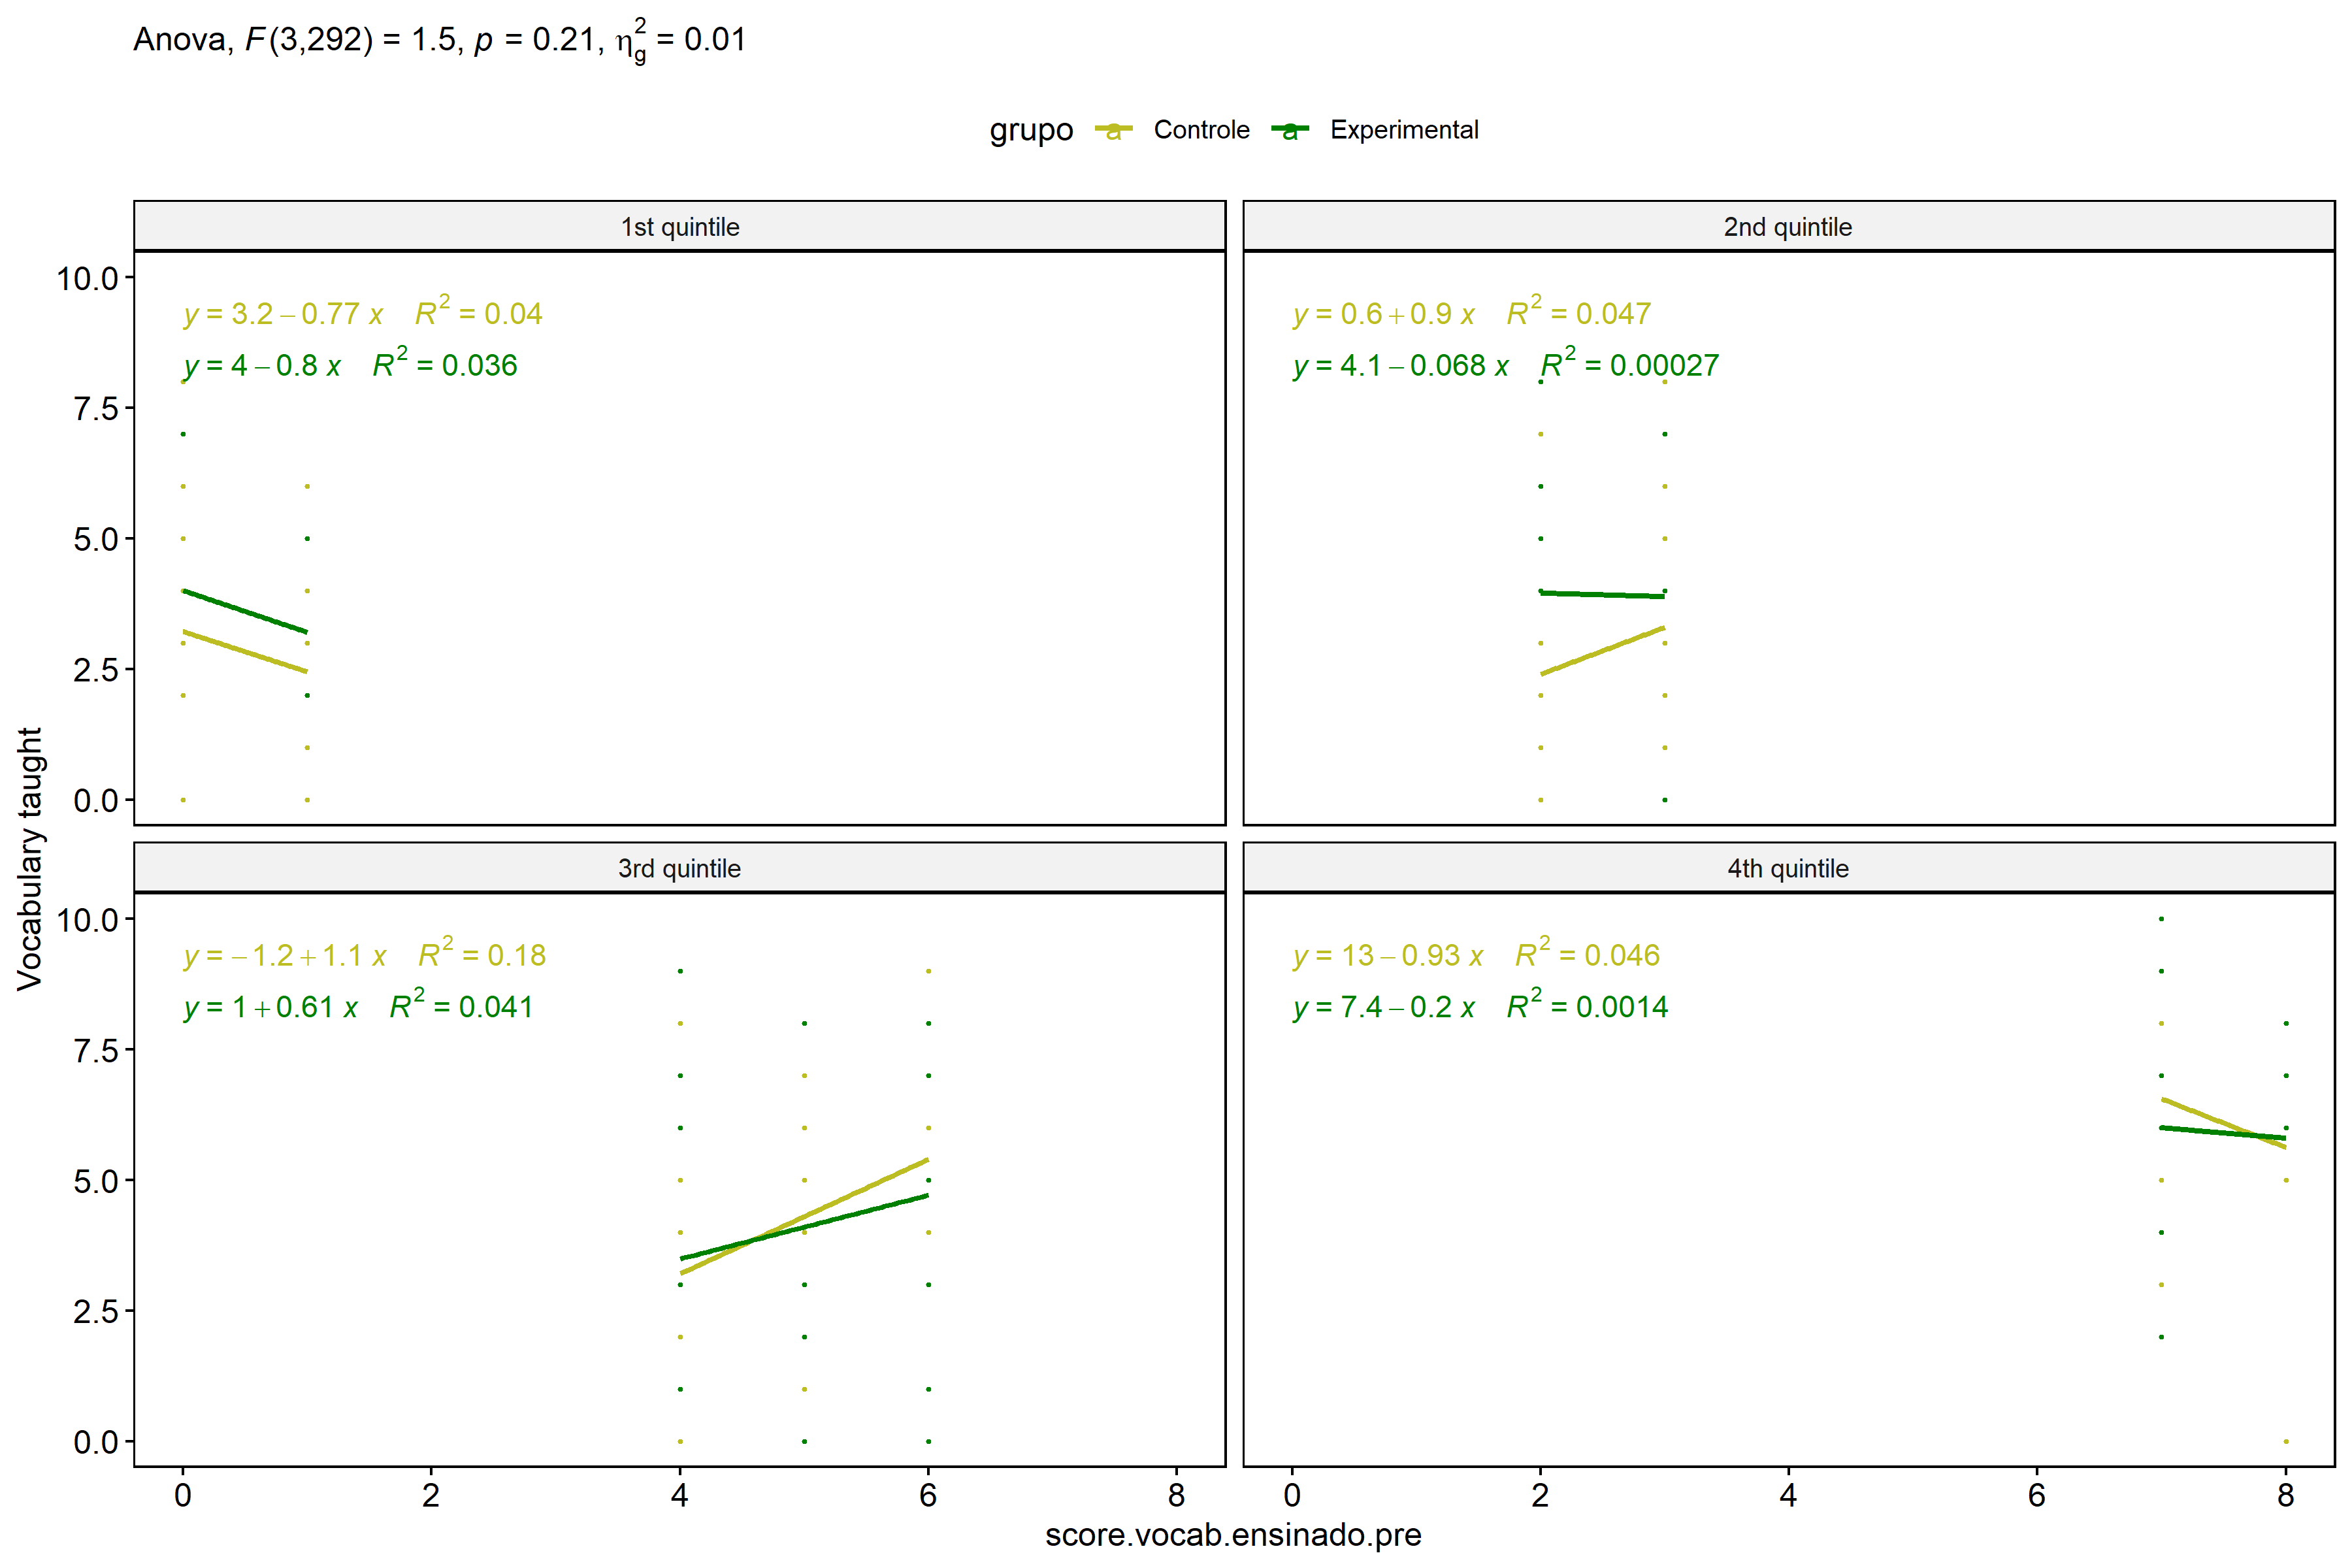 Anova, F(3,292) = 1.5, p = 0.21, η²g = 0.01
grupo a Controle a Experimental
1st quintile
2nd quintile
10.0
7.5
5.0
2.5
0.0
y = 3.2 − 0.77 x R² = 0.04
y = 4 − 0.8 x R² = 0.036
y = 0.6 + 0.9 x R² = 0.047
y = 4.1 − 0.068 x R² = 0.00027
Vocabulary taught
3rd quintile
4th quintile
10.0
7.5
5.0
2.5
0.0
y = − 1.2 + 1.1 x R² = 0.18
y = 1 + 0.61 x R² = 0.041
y = 13 − 0.93 x R² = 0.046
y = 7.4 − 0.2 x R² = 0.0014
0 2 4 6 8
0 2 4 6 8
score.vocab.ensinado.pre